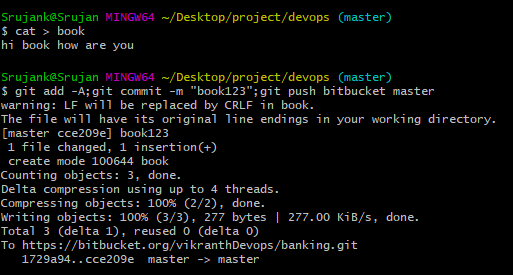 Srujank@Srujan MINGW64 ~/Desktop/project/devops (master)
$ cat > book
hi book how are you
Srujank@Srujan MINGW64 ~/Desktop/project/devops (master)
$ git add -A;git commit -m "book123";git push bitbucket master
warning: LF will be replaced by CRLF in book.
The file will have its original line endings in your working directory.
[master cce209e] book123
 1 file changed, 1 insertion(+)
 create mode 100644 book
Counting objects: 3, done.
Delta compression using up to 4 threads.
Compressing objects: 100% (2/2), done.
Writing objects: 100% (3/3), 277 bytes | 277.00 KiB/s, done.
Total 3 (delta 1), reused 0 (delta 0)
To https://bitbucket.org/vikranthDevops/banking.git
   1729a94..cce209e  master -> master